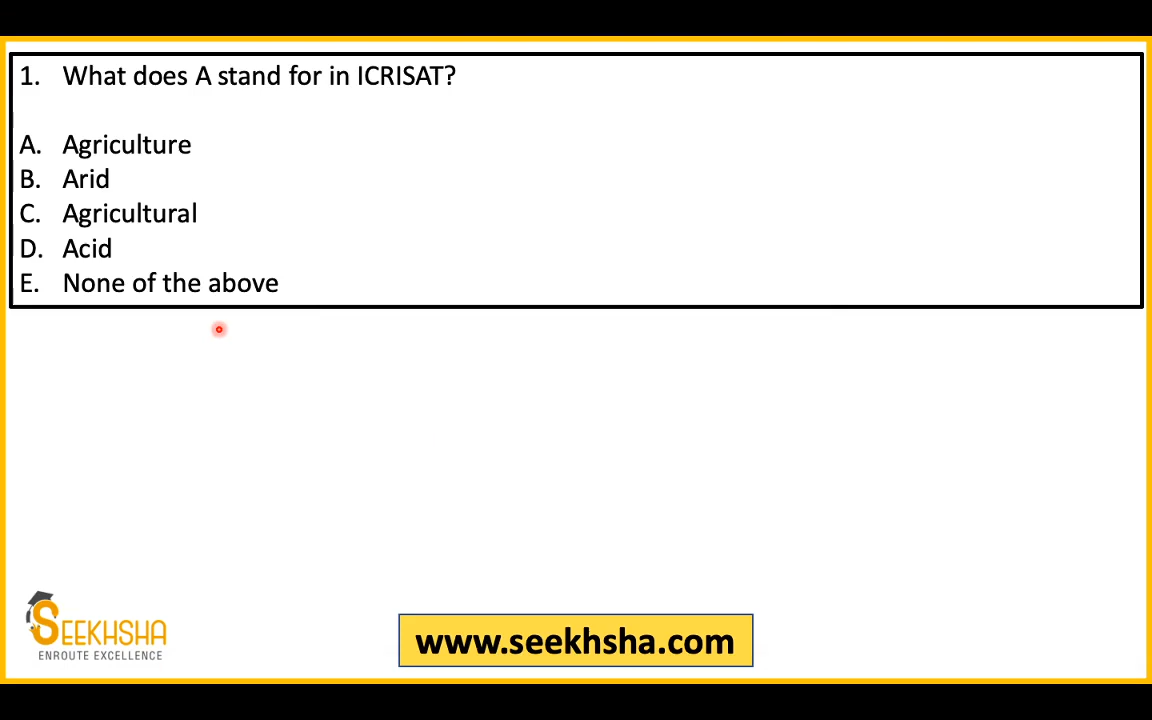 1. What does A stand for in ICRISAT?
A. Agriculture
B. Arid
C. Agricultural
D. Acid
E. None of the above
SEEKHSHA
ENROUTE EXCELLENCE
www.seekhsha.com